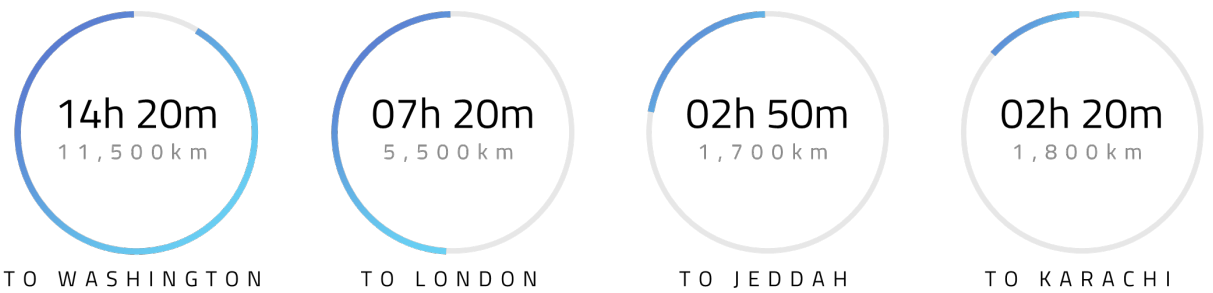 14h 20m
11,500km
TO WASHINGTON
07h 20m
5,500km
TO LONDON
02h 50m
1,700km
TO JEDDAH
02h 20m
1,800km
TO KARACHI